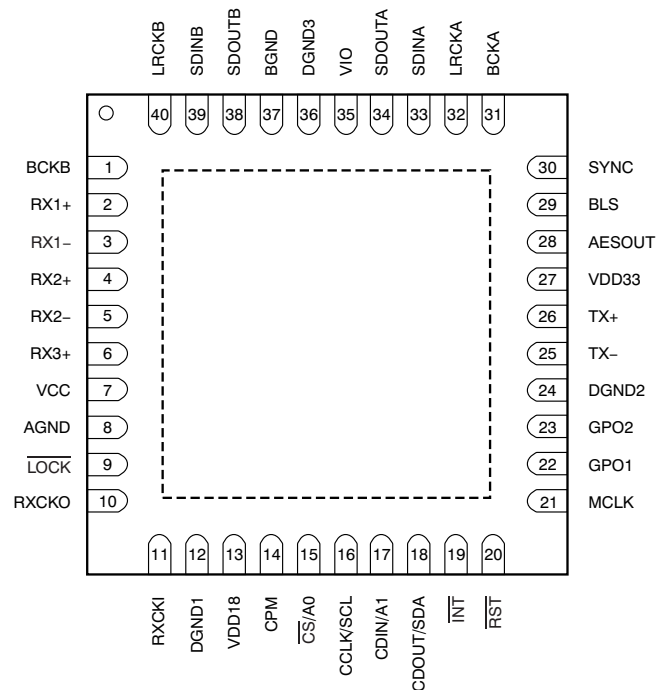 LRCKB
SDINB
SDOUTB
BGND
DGND3
VIO
SDOUTA
SDINA
LRCKA
BCKA
40
39
38
37
36
35
34
33
32
31
BCKB 1
RX1+ 2
RX1− 3
RX2+ 4
RX2− 5
RX3+ 6
VCC 7
AGND 8
LOCK 9
RXCKO 10
30 SYNC
29 BLS
28 AESOUT
27 VDD33
26 TX+
25 TX−
24 DGND2
23 GPO2
22 GPO1
21 MCLK
11
12
13
14
15
16
17
18
19
20
RXCKI
DGND1
VDD18
CPM
CS/A0
CCLK/SCL
CDIN/A1
CDOUT/SDA
INT
RST